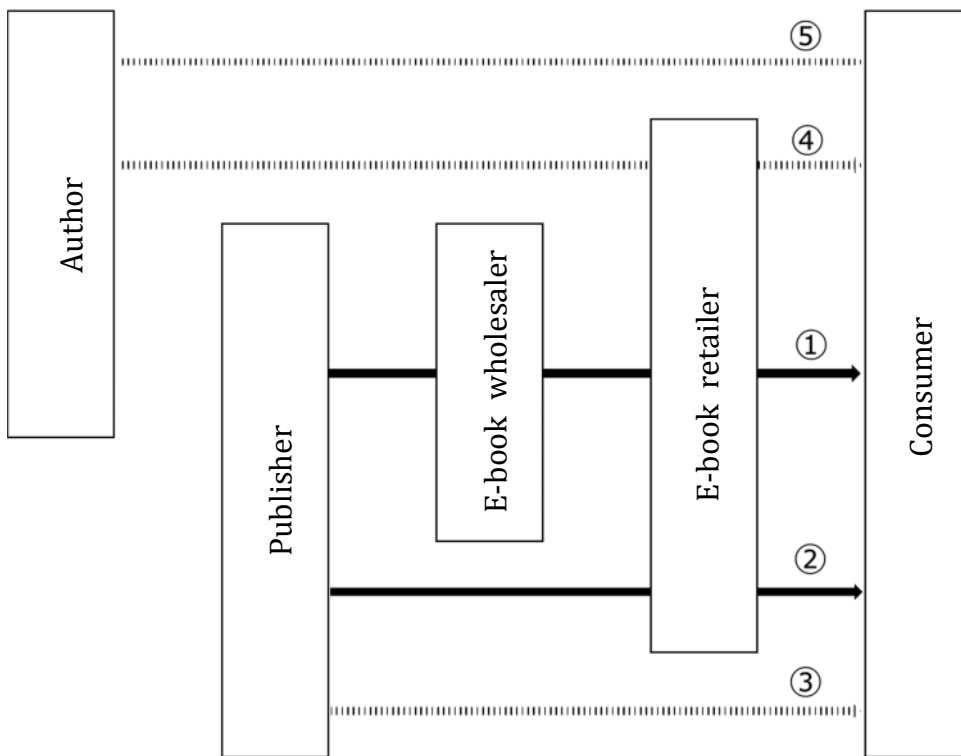 ⑤
④
Author
Publisher
E-book wholesaler
E-book retailer
Consumer
①
②
③